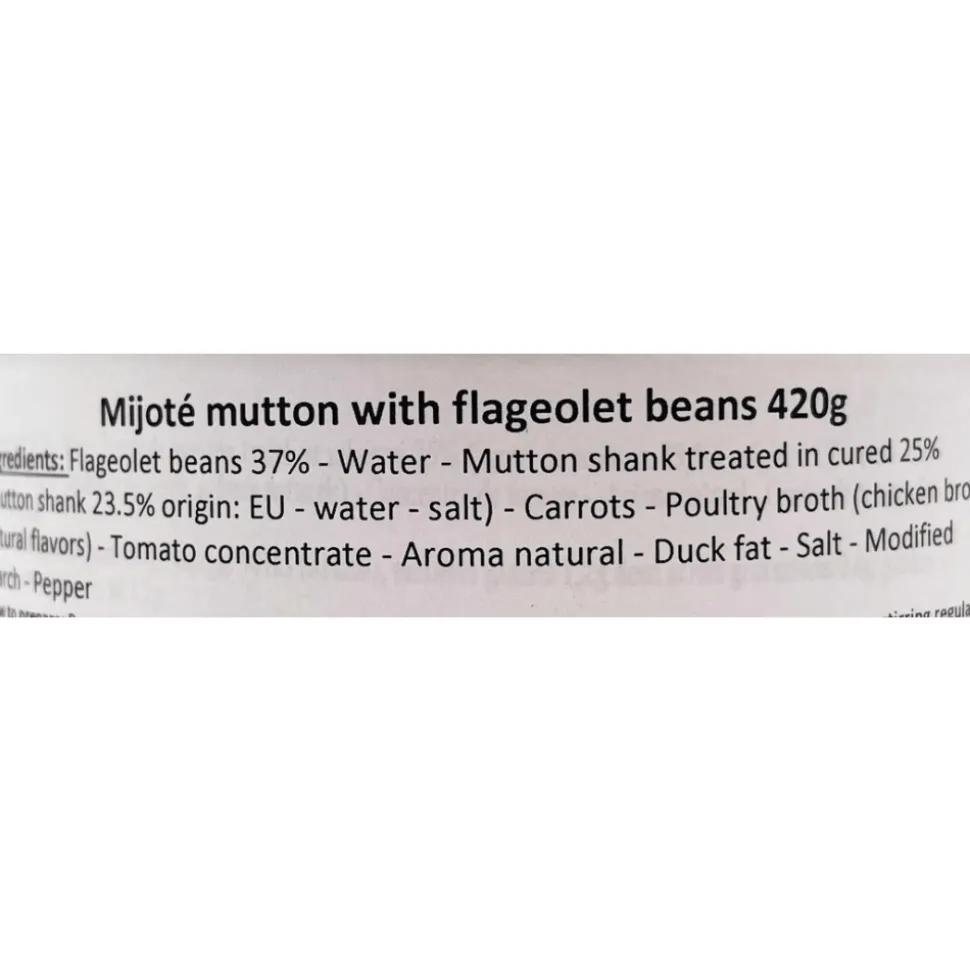 Mijoté mutton with flageolet beans 420g
redients: Flageolet beans 37% - Water - Mutton shank treated in cured 25%
utton shank 23.5% origin: EU - water - salt) - Carrots - Poultry broth (chicken bro
tural flavors) - Tomato concentrate - Aroma natural - Duck fat - Salt - Modified
rch - Pepper